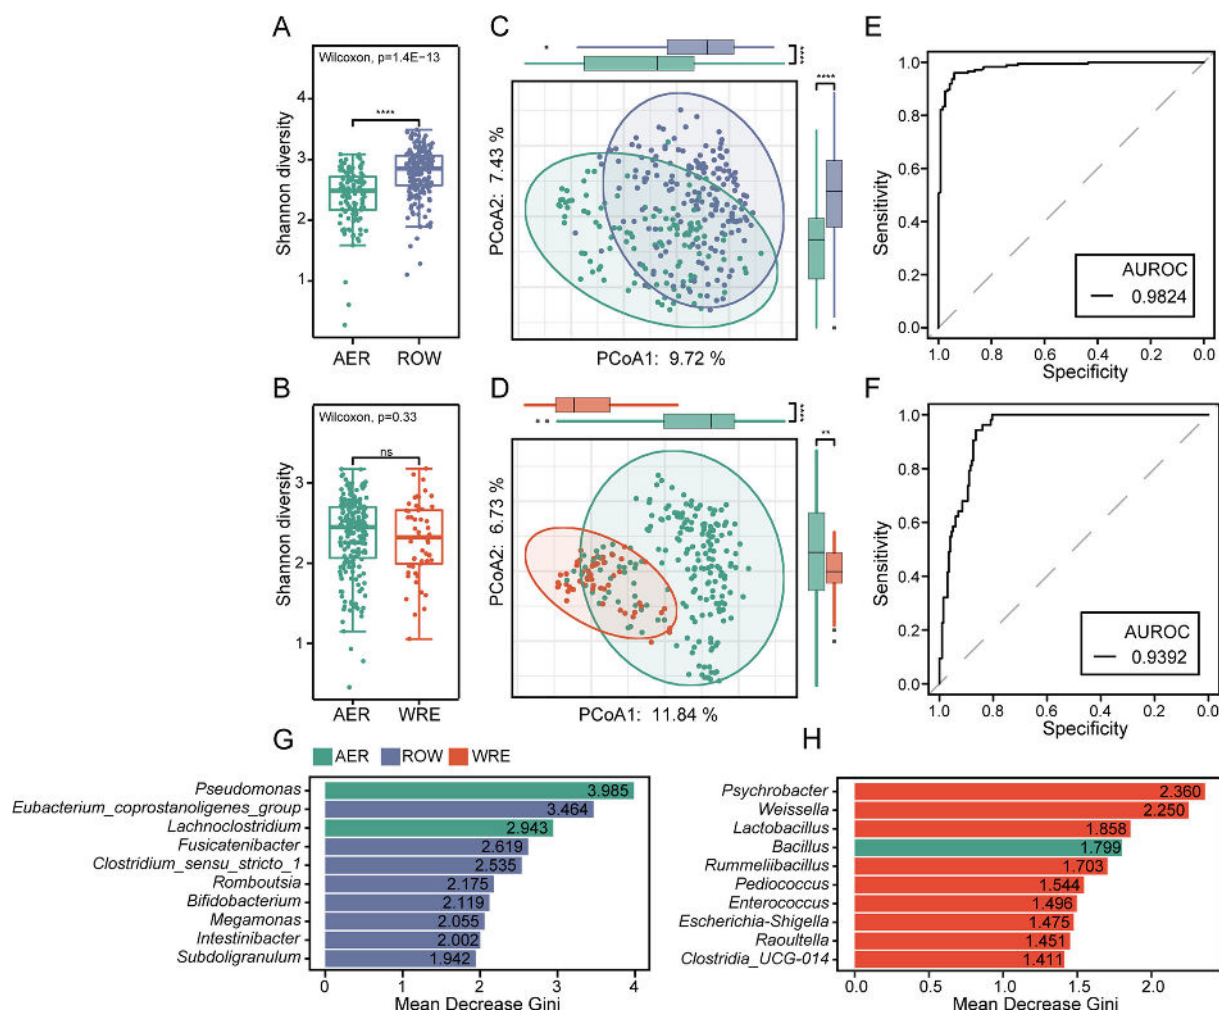 A
Wilcoxon, p=1.4E−13
****
Shannon diversity
4
3
2
1
AER ROW
C
****
****
PCoA2: 7.43 %
PCoA1: 9.72 %
E
Sensitivity
1.0
0.8
0.6
0.4
0.2
0.0
AUROC
0.9824
1.0 0.8 0.6 0.4 0.2 0.0
Specificity
B
Wilcoxon, p=0.33
ns
Shannon diversity
3
2
1
AER WRE
D
****
**
PCoA2: 6.73 %
PCoA1: 11.84 %
F
Sensitivity
1.0
0.8
0.6
0.4
0.2
0.0
AUROC
0.9392
1.0 0.8 0.6 0.4 0.2 0.0
Specificity
G
AER ROW WRE
Pseudomonas 3.985
Eubacterium_coprostanoligenes_group 3.464
Lachnoclostridium 2.943
Fusicatenibacter 2.619
Clostridium_sensu_stricto_1 2.535
Romboutsia 2.175
Bifidobacterium 2.119
Megamonas 2.055
Intestinibacter 2.002
Subdoligranulum 1.942
0 1 2 3 4
Mean Decrease Gini
H
Psychrobacter 2.360
Weissella 2.250
Lactobacillus 1.858
Bacillus 1.799
Rummeliibacillus 1.703
Pediococcus 1.544
Enterococcus 1.496
Escherichia-Shigella 1.475
Raoultella 1.451
Clostridia_UCG-014 1.411
0.0 0.5 1.0 1.5 2.0
Mean Decrease Gini